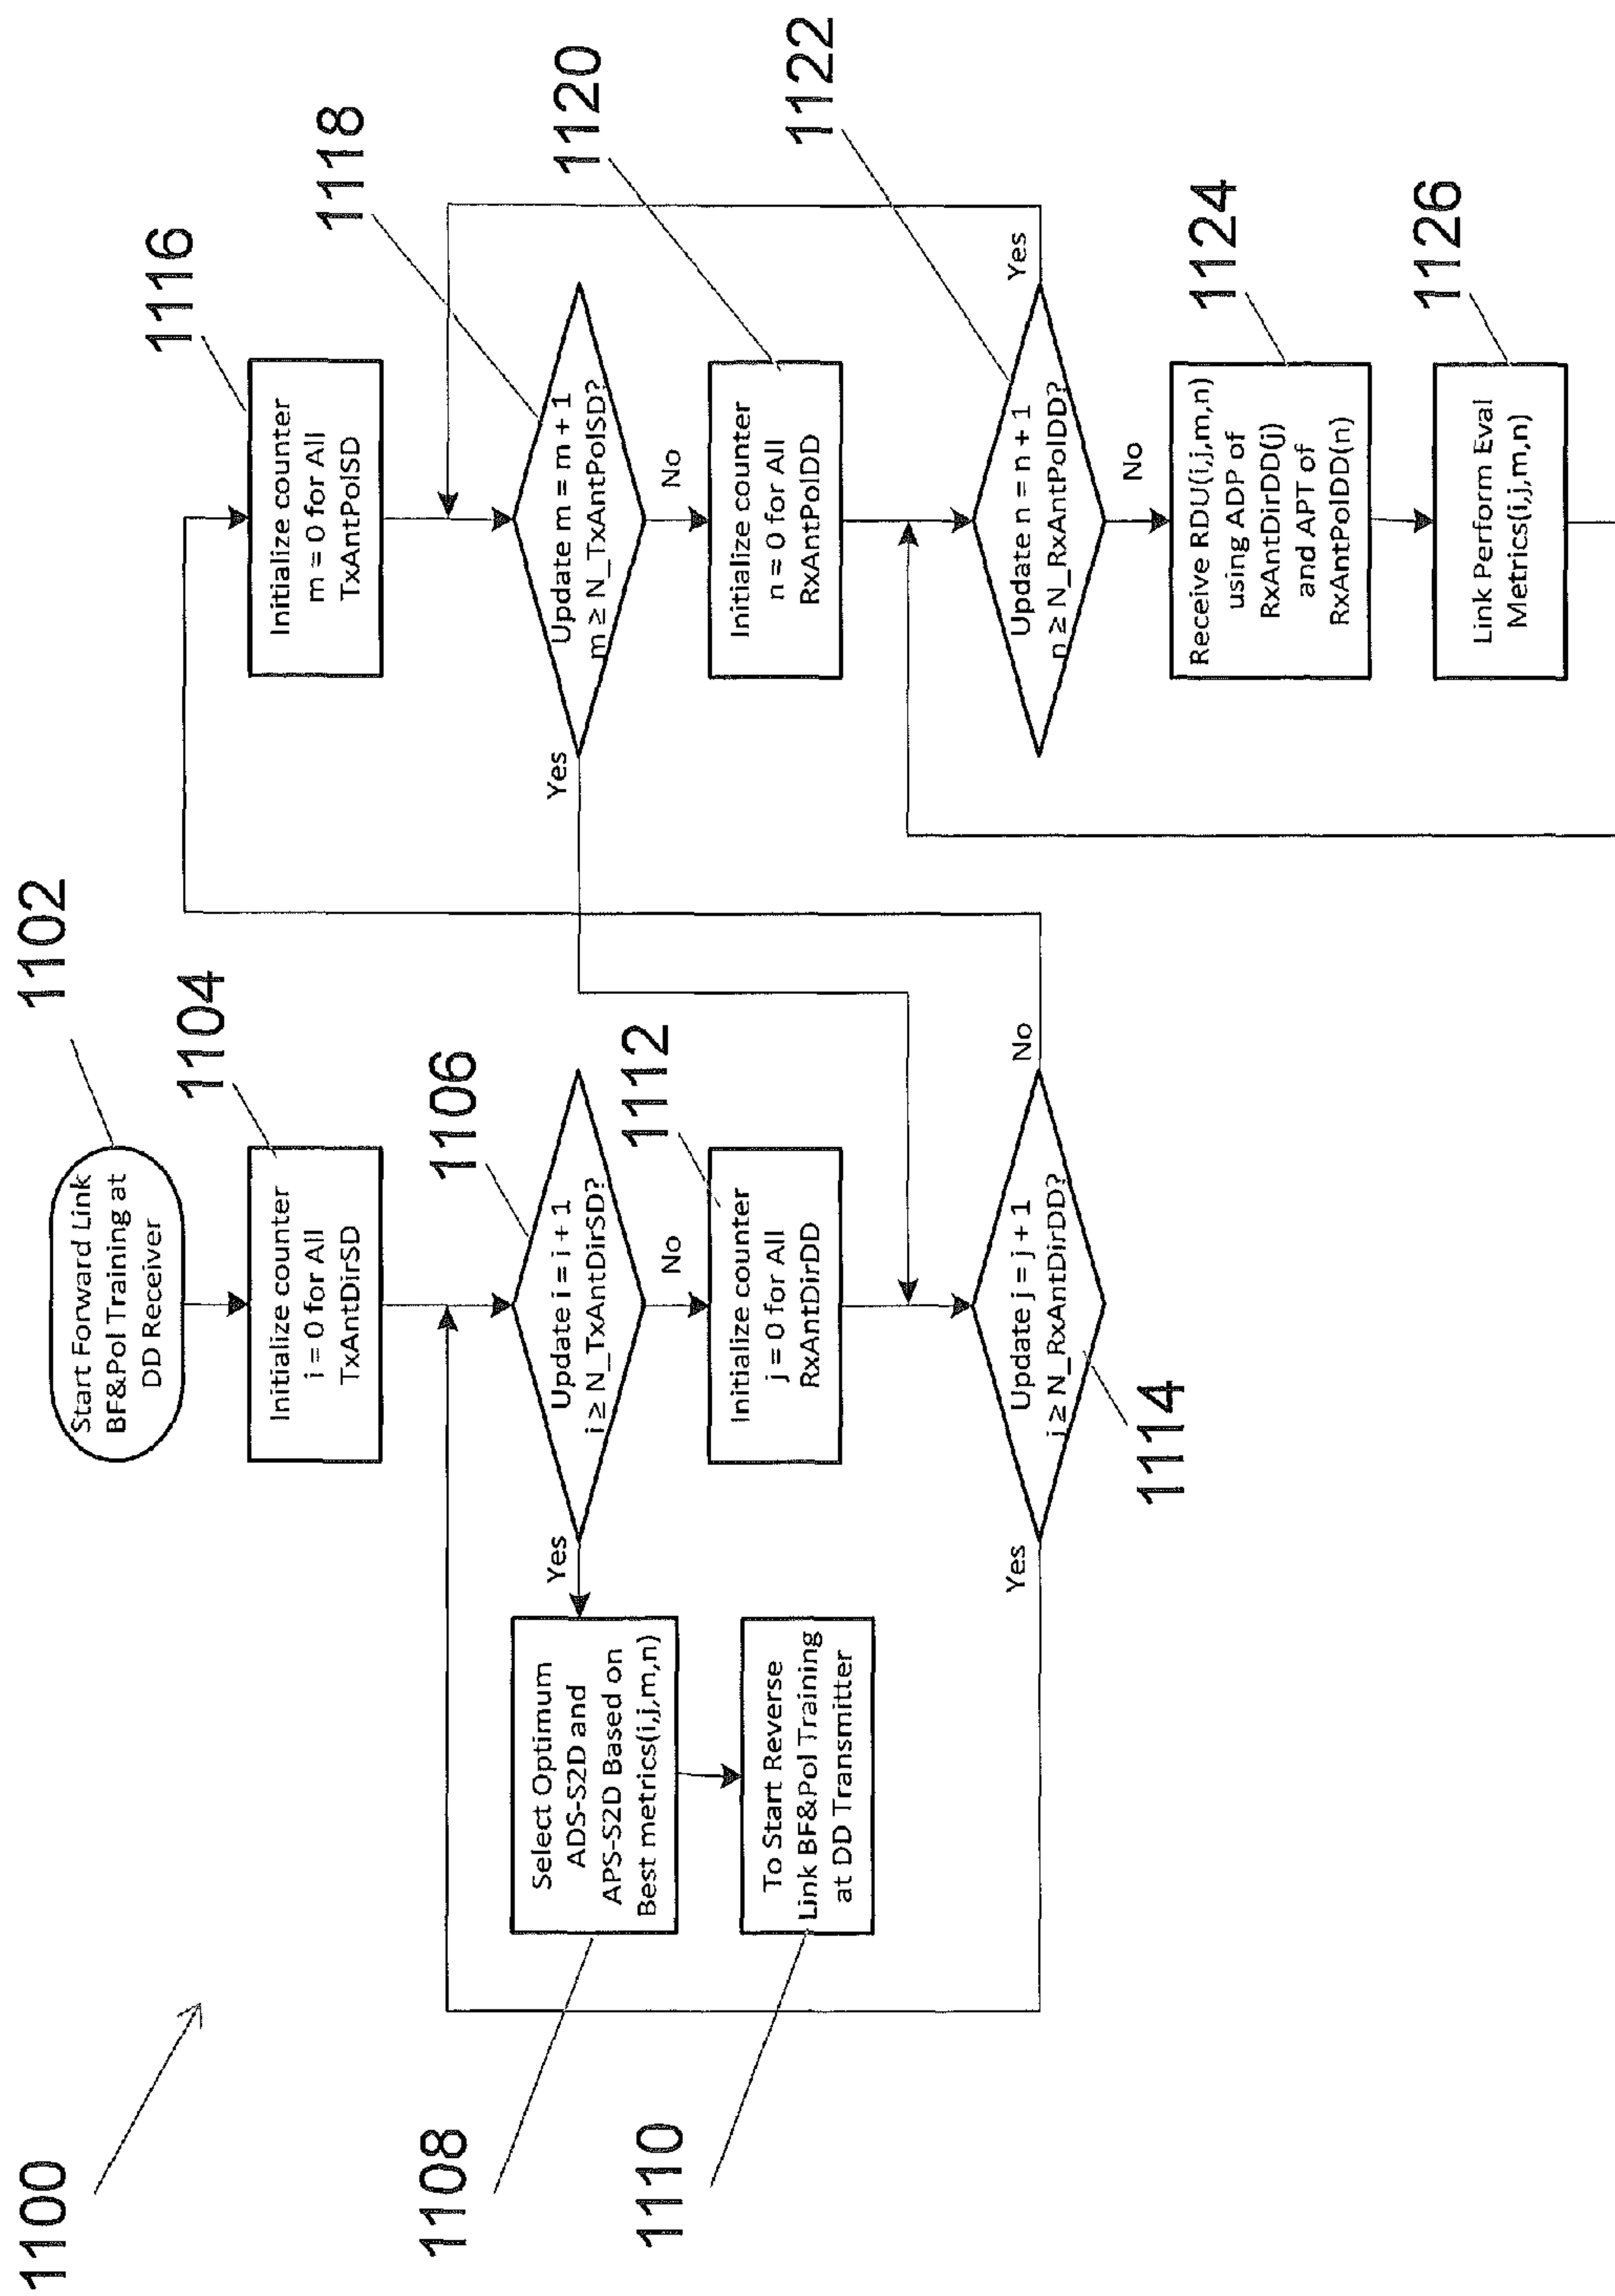 1100
1102
Start Forward Link
BF&Pol Training at
DD Receiver
1104
Initialize counter
i = 0 for All
TxAntDirSD
1106
Update i = i + 1
i ≥ N_TxAntDirSD?
Yes
No
1108
Select Optimum
ADS-S2D and
APS-S2D Based on
Best metrics(i,j,m,n)
1110
To Start Reverse
Link BF&Pol Training
at DD Transmitter
1112
Initialize counter
j = 0 for All
RxAntDirDD
1114
Update j = j + 1
j ≥ N_RxAntDirDD?
Yes
No
1116
Initialize counter
m = 0 for All
TxAntPolSD
1118
Update m = m + 1
m ≥ N_TxAntPolSD?
Yes
No
1120
Initialize counter
n = 0 for All
RxAntPolDD
1122
Update n = n + 1
n ≥ N_RxAntPolDD?
Yes
No
1124
Receive RDU(i,j,m,n)
using ADP of
RxAntDirDD(j)
and APT of
RxAntPolDD(n)
1126
Link Perform Eval
Metrics(i,j,m,n)